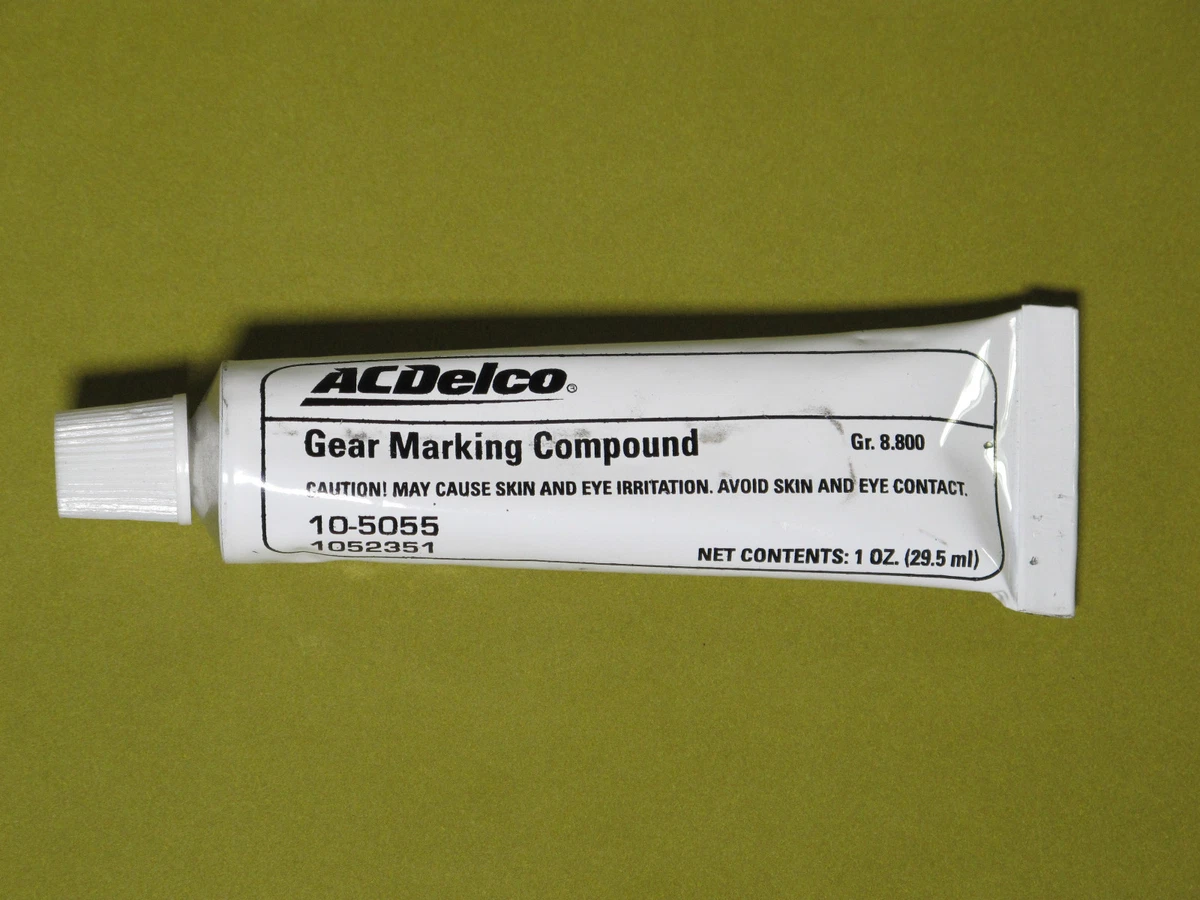 ACDelco®
Gear Marking Compound Gr. 8.800
CAUTION! MAY CAUSE SKIN AND EYE IRRITATION. AVOID SKIN AND EYE CONTACT.
10-5055
1052351
NET CONTENTS: 1 OZ. (29.5 ml)